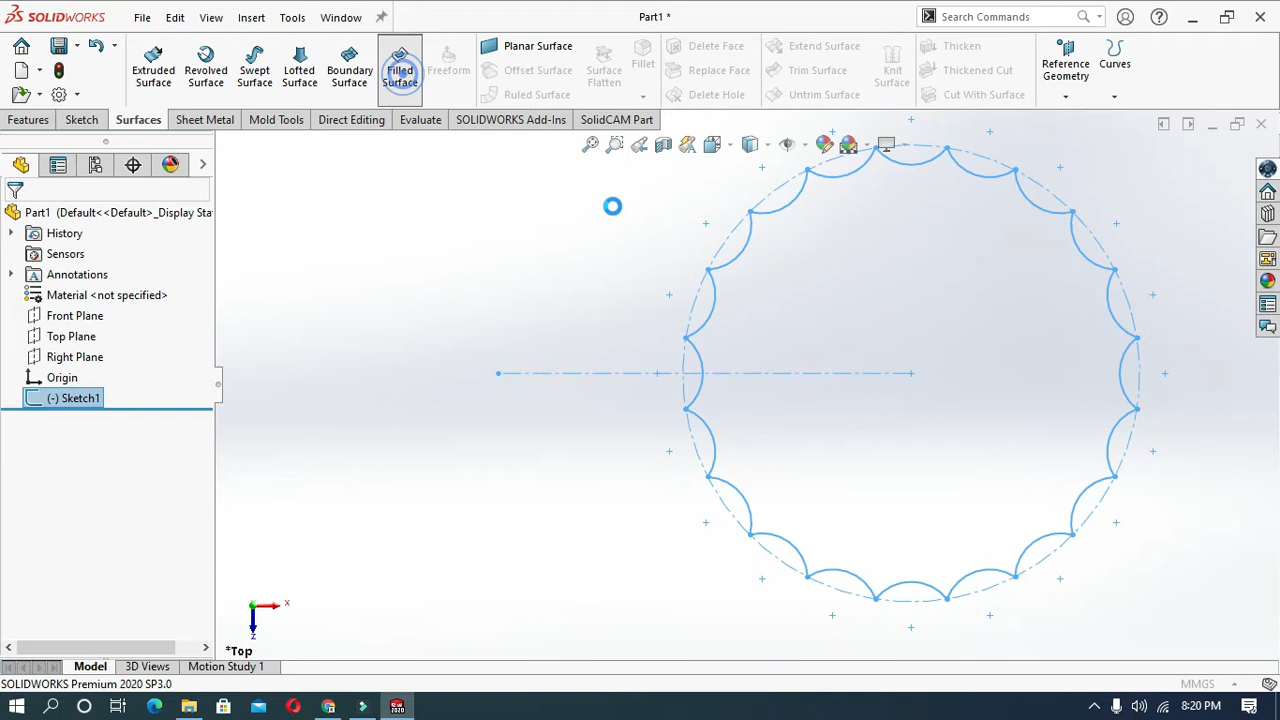 SOLIDWORKS File Edit View Insert Tools Window Part1 * Search Commands
Extruded Surface
Revolved Surface
Swept Surface
Lofted Surface
Boundary Surface
Filled Surface
Freeform
Planar Surface
Offset Surface
Ruled Surface
Surface Flatten
Fillet
Delete Face
Replace Face
Delete Hole
Extend Surface
Trim Surface
Untrim Surface
Knit Surface
Thicken
Thickened Cut
Cut With Surface
Reference Geometry
Curves
Features Sketch Surfaces Sheet Metal Mold Tools Direct Editing Evaluate SOLIDWORKS Add-Ins SolidCAM Part
Part1 (Default<<Default>_Display Sta
History
Sensors
Annotations
Material <not specified>
Front Plane
Top Plane
Right Plane
Origin
(-) Sketch1
x
z
*Top
Model 3D Views Motion Study 1
SOLIDWORKS Premium 2020 SP3.0 MMGS
8:20 PM